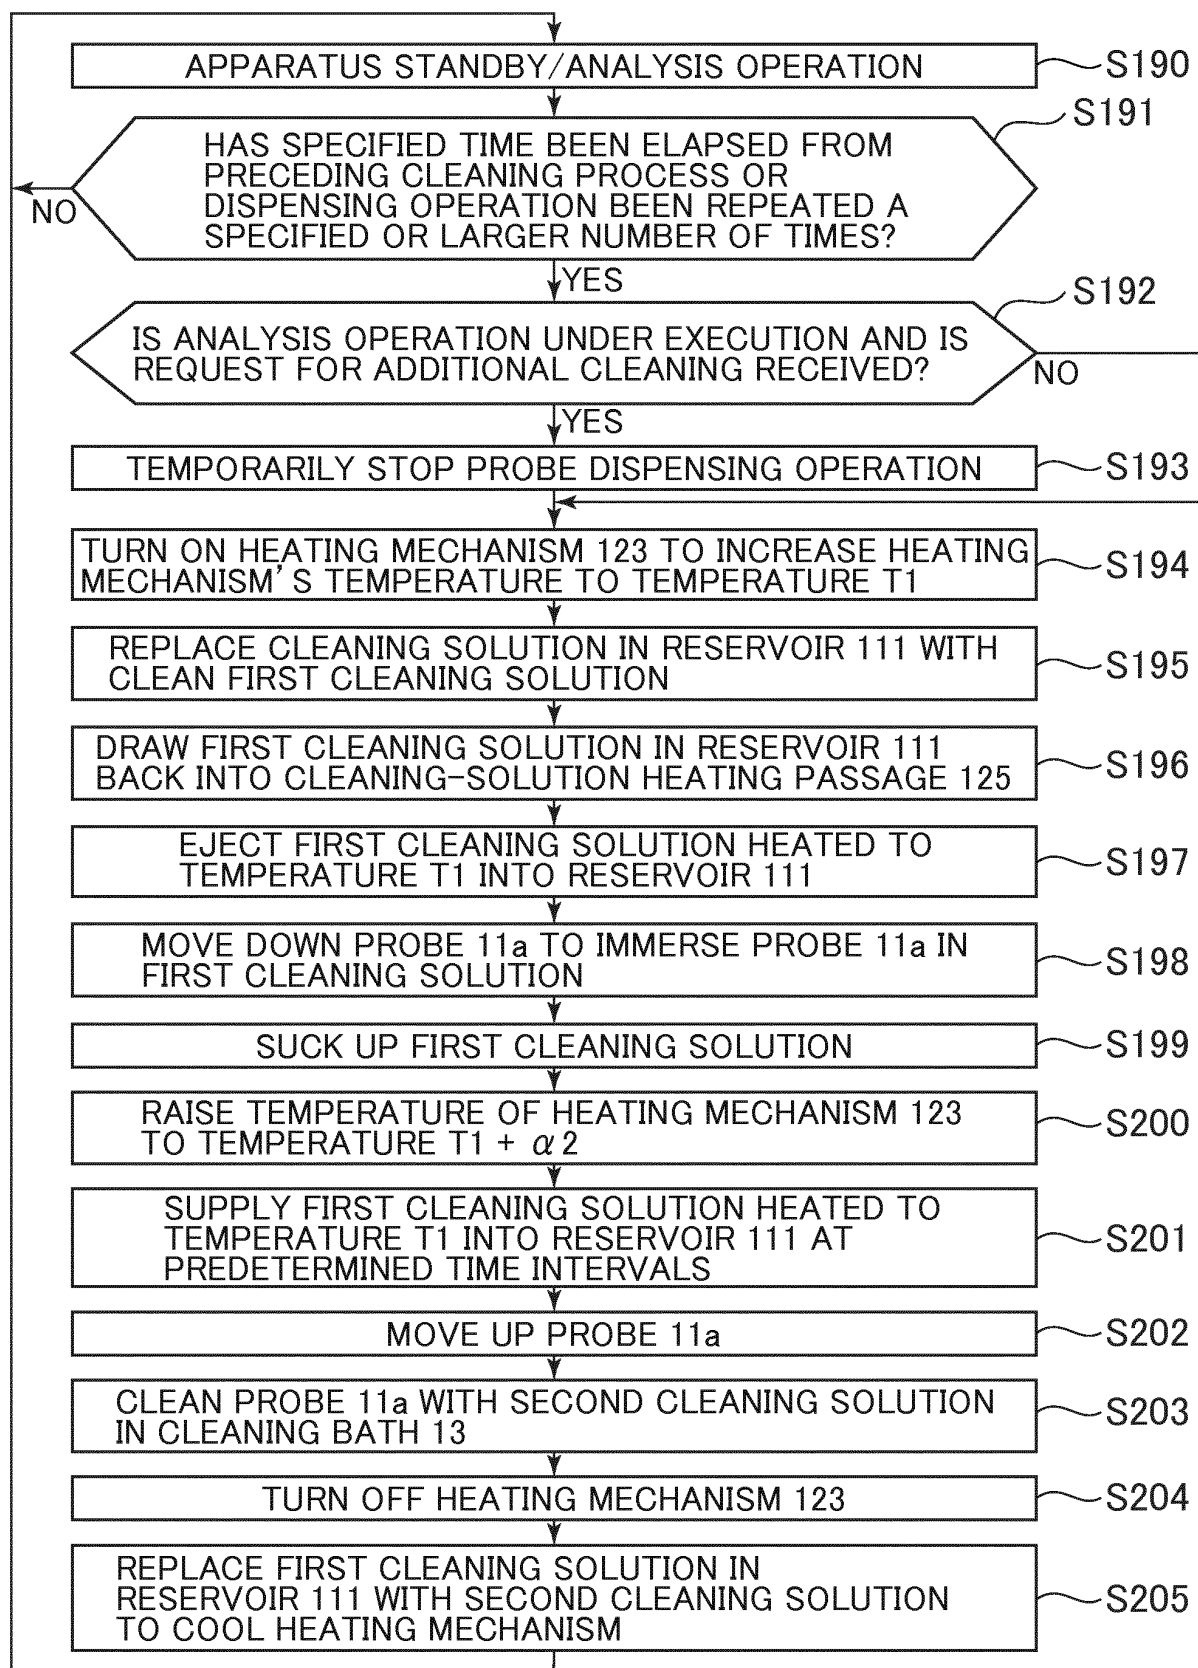 APPARATUS STANDBY/ANALYSIS OPERATION
S190
S191
HAS SPECIFIED TIME BEEN ELAPSED FROM
PRECEDING CLEANING PROCESS OR
DISPENSING OPERATION BEEN REPEATED A
SPECIFIED OR LARGER NUMBER OF TIMES?
NO
YES
S192
IS ANALYSIS OPERATION UNDER EXECUTION AND IS
REQUEST FOR ADDITIONAL CLEANING RECEIVED?
NO
YES
TEMPORARILY STOP PROBE DISPENSING OPERATION
S193
TURN ON HEATING MECHANISM 123 TO INCREASE HEATING
MECHANISM'S TEMPERATURE TO TEMPERATURE T1
S194
REPLACE CLEANING SOLUTION IN RESERVOIR 111 WITH
CLEAN FIRST CLEANING SOLUTION
S195
DRAW FIRST CLEANING SOLUTION IN RESERVOIR 111
BACK INTO CLEANING-SOLUTION HEATING PASSAGE 125
S196
EJECT FIRST CLEANING SOLUTION HEATED TO
TEMPERATURE T1 INTO RESERVOIR 111
S197
MOVE DOWN PROBE 11a TO IMMERSE PROBE 11a IN
FIRST CLEANING SOLUTION
S198
SUCK UP FIRST CLEANING SOLUTION
S199
RAISE TEMPERATURE OF HEATING MECHANISM 123
TO TEMPERATURE T1 + α2
S200
SUPPLY FIRST CLEANING SOLUTION HEATED TO
TEMPERATURE T1 INTO RESERVOIR 111 AT
PREDETERMINED TIME INTERVALS
S201
MOVE UP PROBE 11a
S202
CLEAN PROBE 11a WITH SECOND CLEANING SOLUTION
IN CLEANING BATH 13
S203
TURN OFF HEATING MECHANISM 123
S204
REPLACE FIRST CLEANING SOLUTION IN
RESERVOIR 111 WITH SECOND CLEANING SOLUTION
TO COOL HEATING MECHANISM
S205